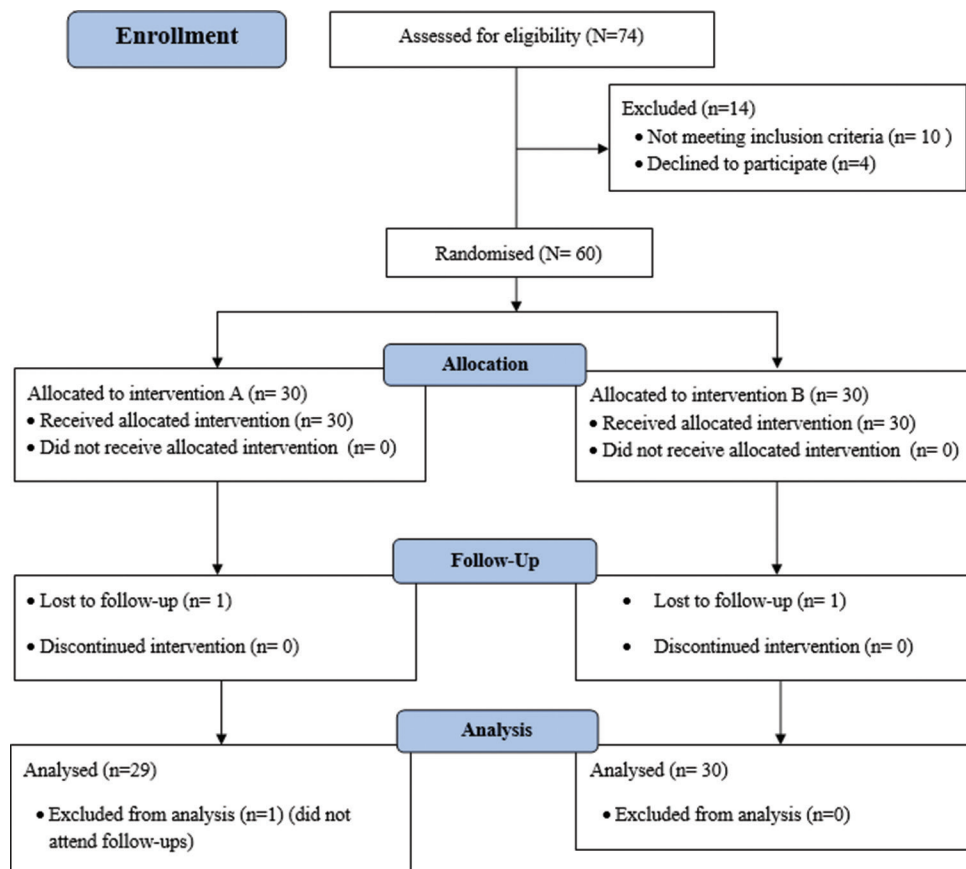 Enrollment
Assessed for eligibility (N=74)
Excluded (n=14)
• Not meeting inclusion criteria (n= 10 )
• Declined to participate (n=4)
Randomised (N= 60)
Allocation
Allocated to intervention A (n= 30)
• Received allocated intervention (n= 30)
• Did not receive allocated intervention (n= 0)
Allocated to intervention B (n= 30)
• Received allocated intervention (n= 30)
• Did not receive allocated intervention (n= 0)
Follow-Up
• Lost to follow-up (n= 1)
• Discontinued intervention (n= 0)
• Lost to follow-up (n= 1)
• Discontinued intervention (n= 0)
Analysis
Analysed (n=29)
• Excluded from analysis (n=1) (did not
attend follow-ups)
Analysed (n= 30)
• Excluded from analysis (n=0)